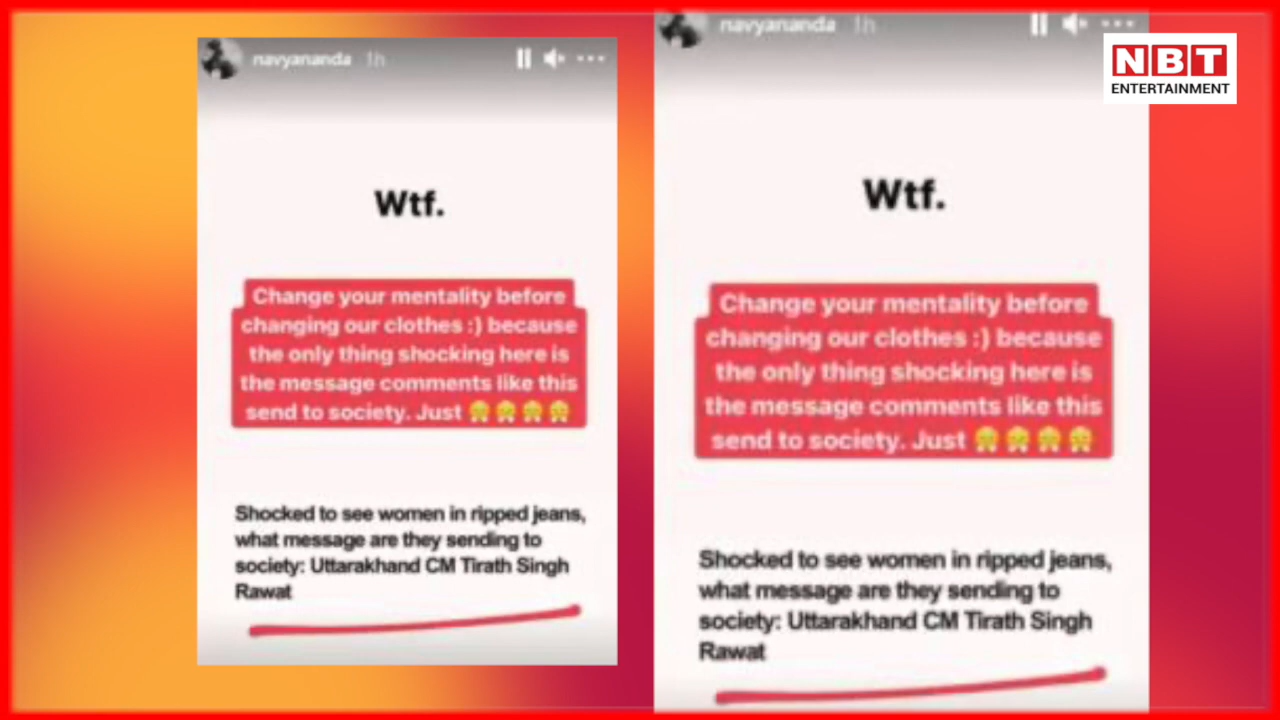 navyananda 1h
Wtf.
Change your mentality before
changing our clothes :) because
the only thing shocking here is
the message comments like this
send to society. Just 😤😤😤😤
Shocked to see women in ripped jeans,
what message are they sending to
society: Uttarakhand CM Tirath Singh
Rawat
navyananda 1h
Wtf.
Change your mentality before
changing our clothes :) because
the only thing shocking here is
the message comments like this
send to society. Just 😤😤😤😤
Shocked to see women in ripped jeans,
what message are they sending to
society: Uttarakhand CM Tirath Singh
Rawat
NBT
ENTERTAINMENT